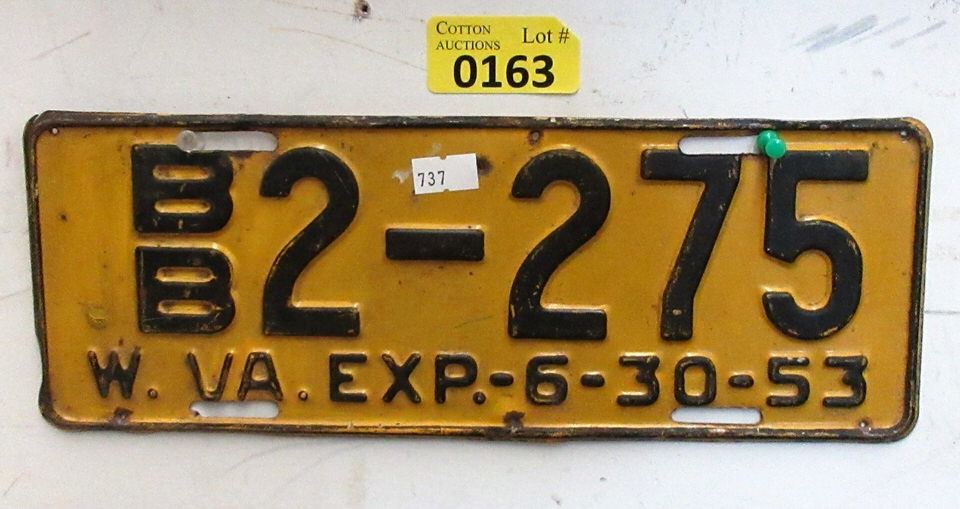 COTTON AUCTIONS Lot #
0163
737
BB 2-275
W. VA. EXP.-6-30-53